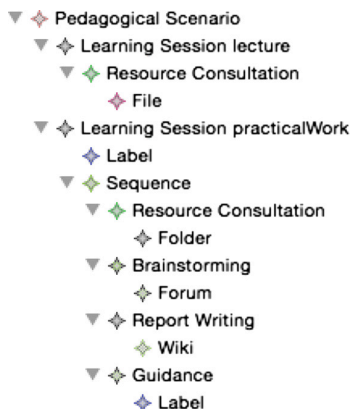 Pedagogical Scenario
Learning Session lecture
Resource Consultation
File
Learning Session practicalWork
Label
Sequence
Resource Consultation
Folder
Brainstorming
Forum
Report Writing
Wiki
Guidance
Label